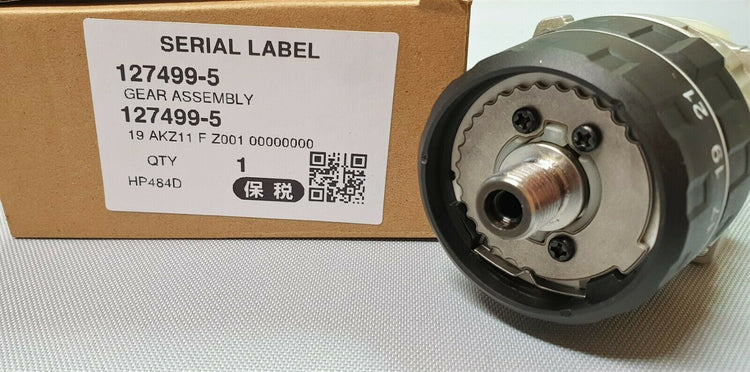 SERIAL LABEL
127499-5
GEAR ASSEMBLY
127499-5
19 AKZ11 F Z001 00000000
QTY 1
HP484D 保税
21
19